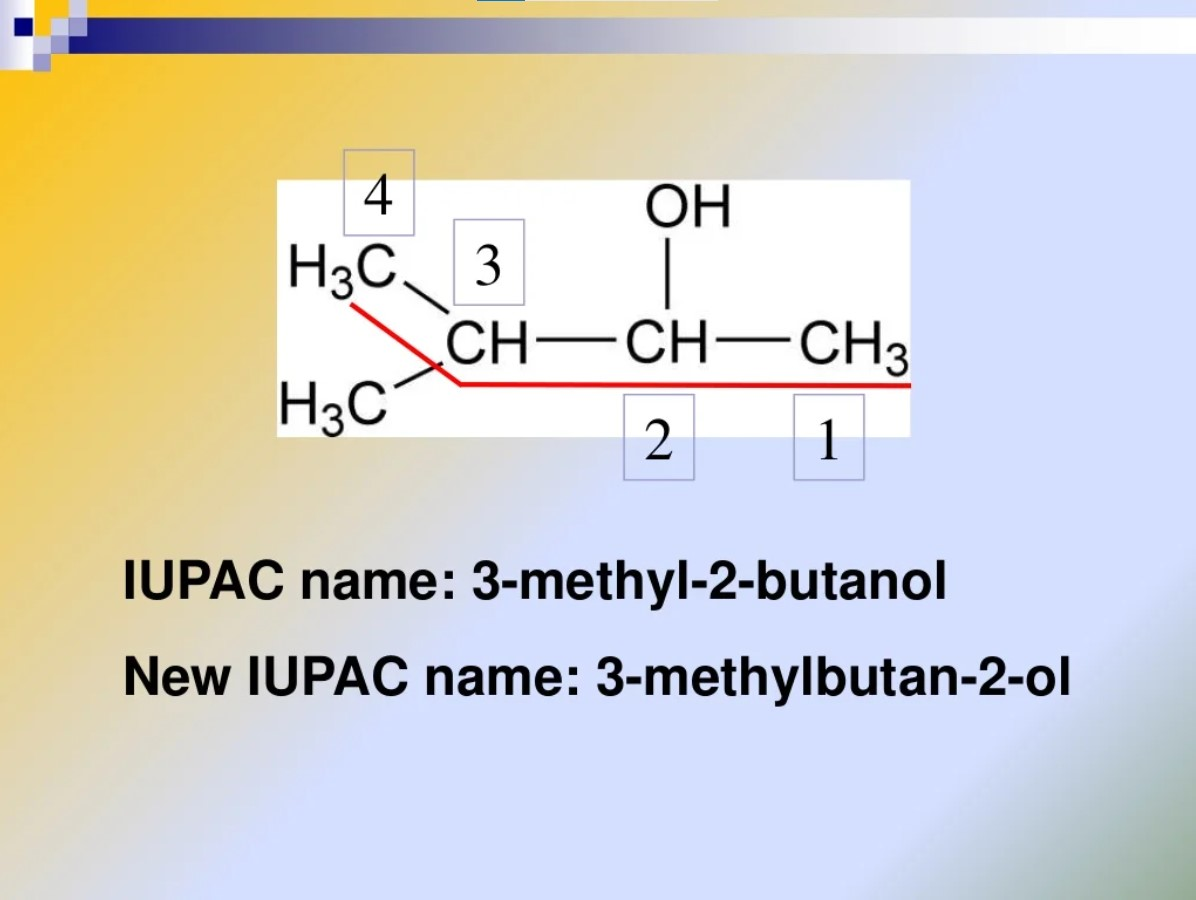 4
OH
H₃C
3
CH—CH—CH₃
H₃C
2
1
IUPAC name: 3-methyl-2-butanol
New IUPAC name: 3-methylbutan-2-ol